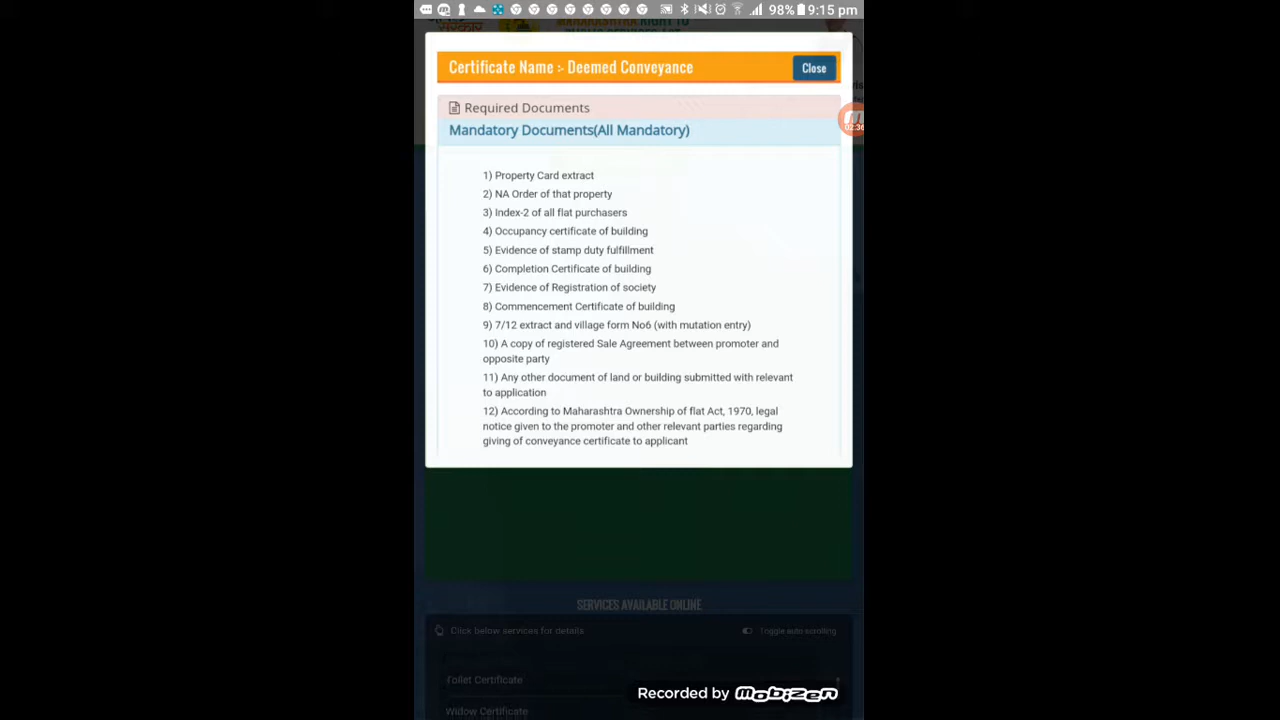 98% 9:15 pm
MAHARASHTRA RIGHT TO
Certificate Name :- Deemed Conveyance
Close
02:36
Required Documents
Mandatory Documents(All Mandatory)
1) Property Card extract
2) NA Order of that property
3) Index-2 of all flat purchasers
4) Occupancy certificate of building
5) Evidence of stamp duty fulfillment
6) Completion Certificate of building
7) Evidence of Registration of society
8) Commencement Certificate of building
9) 7/12 extract and village form No6 (with mutation entry)
10) A copy of registered Sale Agreement between promoter and
opposite party
11) Any other document of land or building submitted with relevant
to application
12) According to Maharashtra Ownership of flat Act, 1970, legal
notice given to the promoter and other relevant parties regarding
giving of conveyance certificate to applicant
SERVICES AVAILABLE ONLINE
Click below services for details
Toggle auto scrolling
Toilet Certificate
Recorded by Mobizen
Widow Certificate